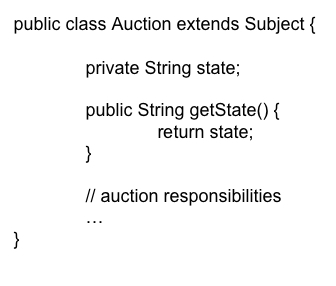 public class Auction extends Subject {
private String state;
public String getState() {
return state;
}
// auction responsibilities
…
}